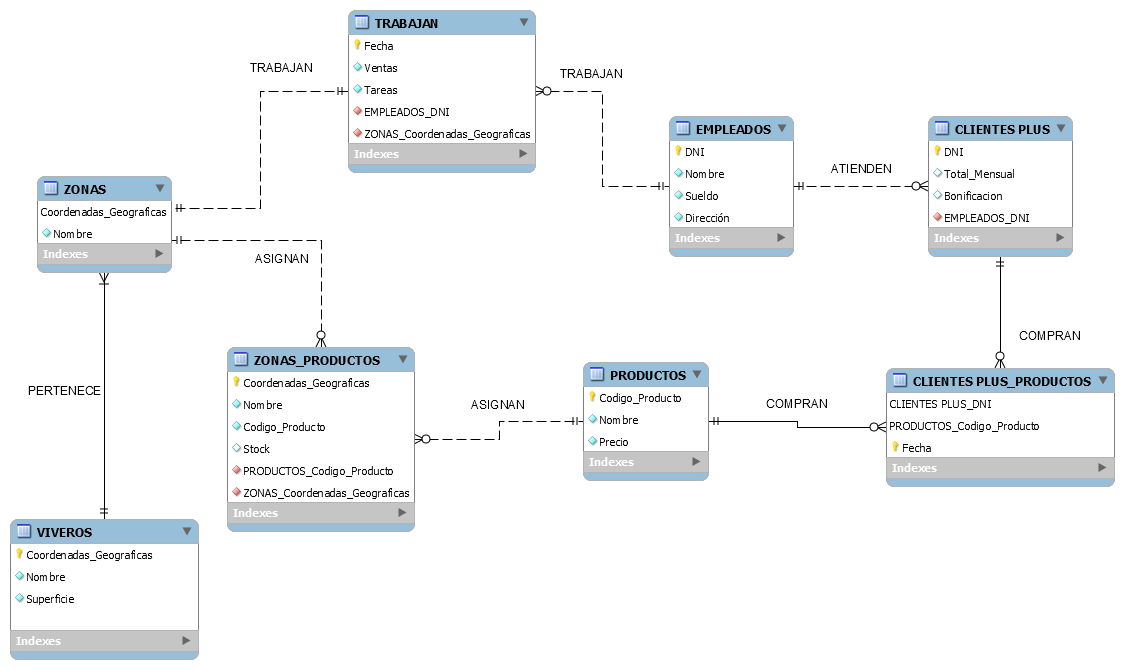 TRABAJAN
Fecha
Ventas
Tareas
EMPLEADOS_DNI
ZONAS_Coordenadas_Geograficas
Indexes
TRABAJAN
TRABAJAN
EMPLEADOS
DNI
Nombre
Sueldo
Dirección
Indexes
ATIENDEN
CLIENTES PLUS
DNI
Total_Mensual
Bonificacion
EMPLEADOS_DNI
Indexes
ZONAS
Coordenadas_Geograficas
Nombre
Indexes
ASIGNAN
COMPRAN
ZONAS_PRODUCTOS
Coordenadas_Geograficas
Nombre
Codigo_Producto
Stock
PRODUCTOS_Codigo_Producto
ZONAS_Coordenadas_Geograficas
Indexes
ASIGNAN
PRODUCTOS
Codigo_Producto
Nombre
Precio
Indexes
COMPRAN
CLIENTES PLUS_PRODUCTOS
CLIENTES PLUS_DNI
PRODUCTOS_Codigo_Producto
Fecha
Indexes
PERTENECE
VIVEROS
Coordenadas_Geograficas
Nombre
Superficie
Indexes